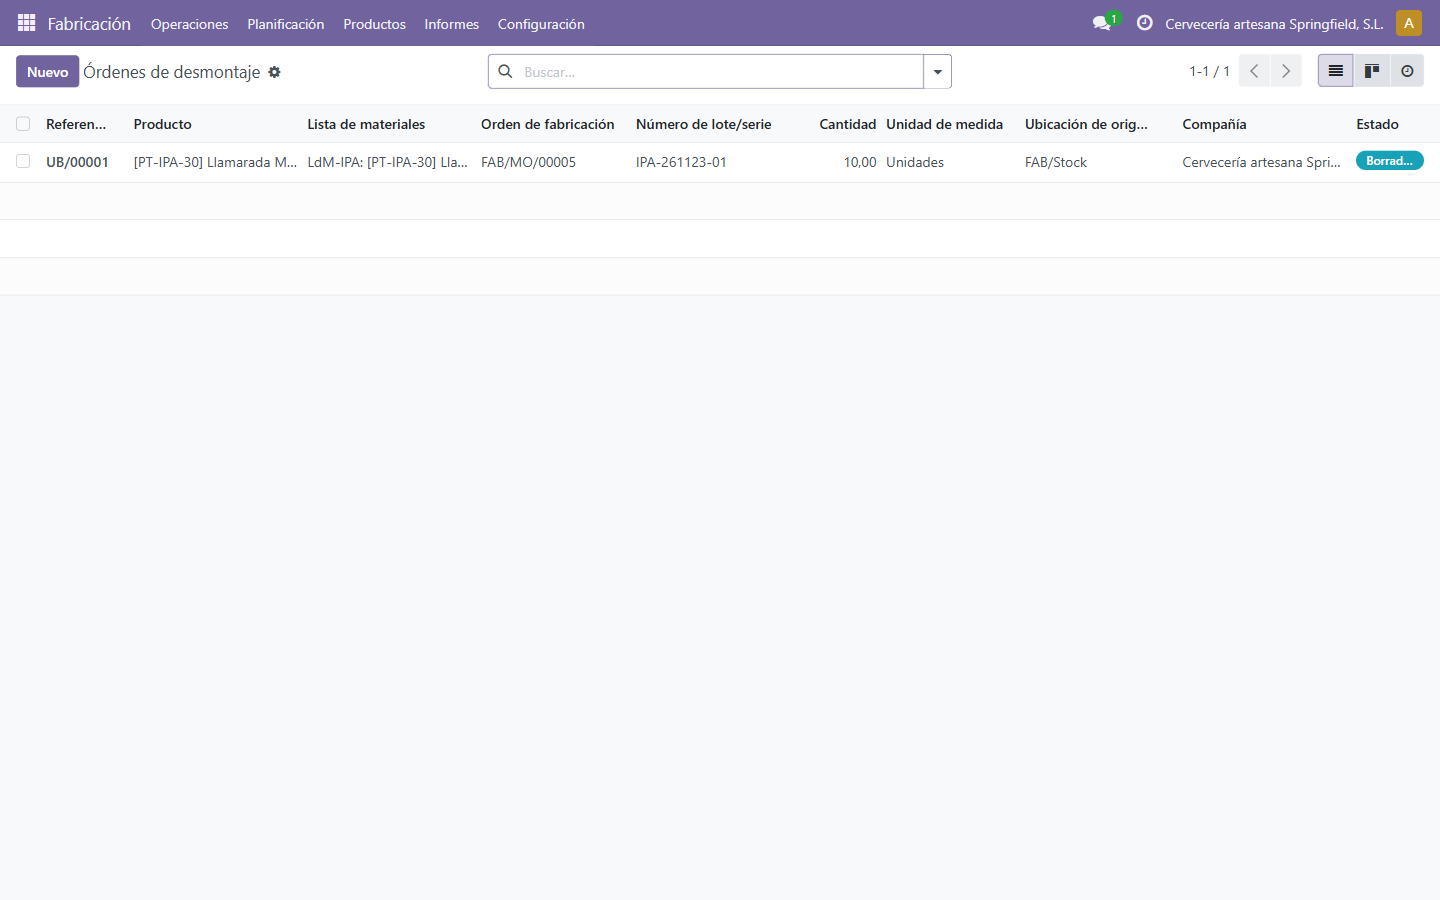 Fabricación Operaciones Planificación Productos Informes Configuración 1 Cervecería artesana Springfield, S.L. A
Nuevo Órdenes de desmontaje Buscar... 1-1 / 1
Referen... Producto Lista de materiales Orden de fabricación Número de lote/serie Cantidad Unidad de medida Ubicación de orig... Compañía Estado
UB/00001 [PT-IPA-30] Llamarada M... LdM-IPA: [PT-IPA-30] Lla... FAB/MO/00005 IPA-261123-01 10,00 Unidades FAB/Stock Cervecería artesana Spri... Borrad...